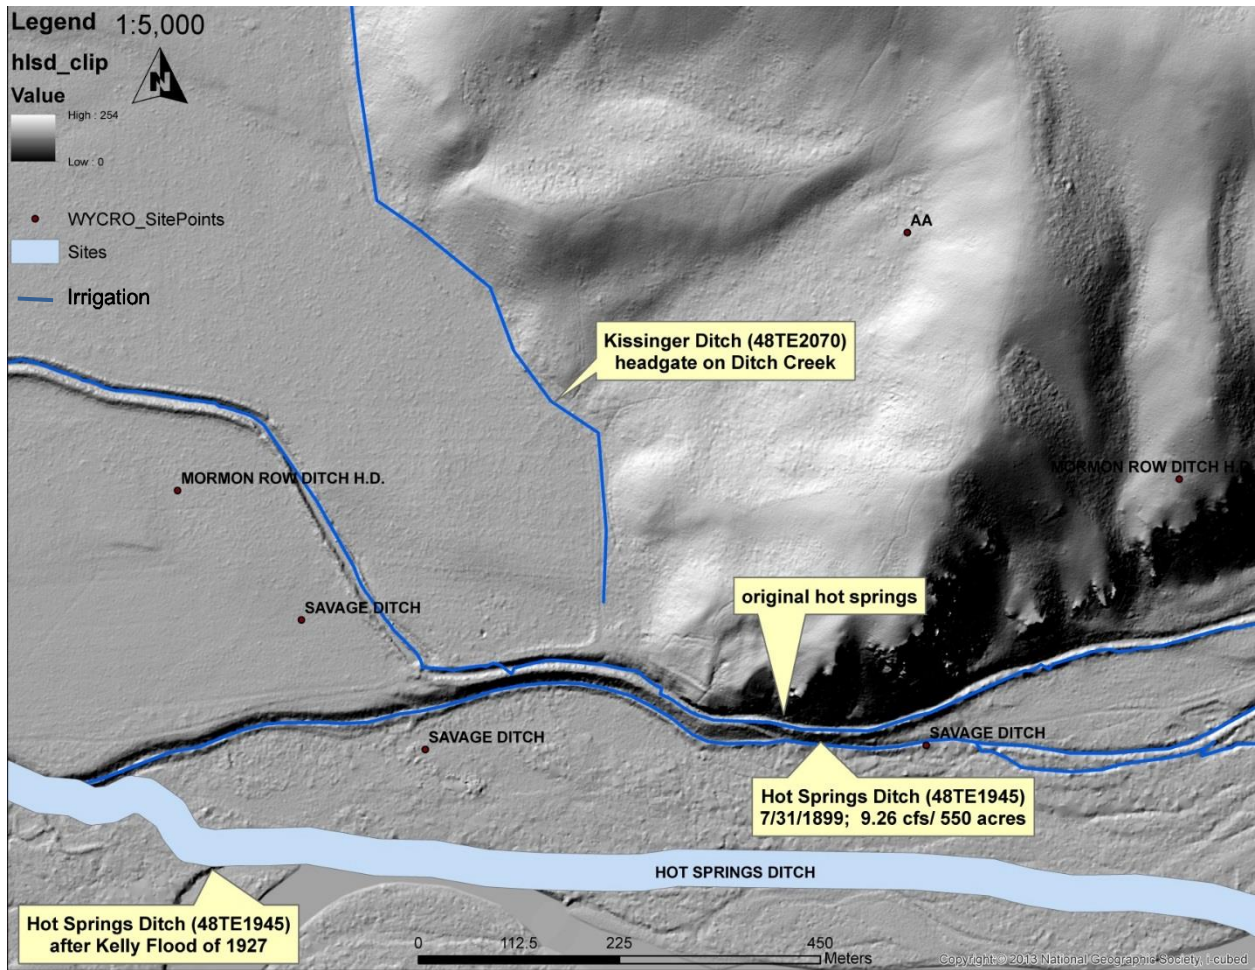 Legend 1:5,000
hlsd_clip
N
Value
High : 254
Low : 0
WYCRO_SitePoints
Sites
Irrigation
AA
Kissinger Ditch (48TE2070)
headgate on Ditch Creek
MORMON ROW DITCH H.D.
MORMON ROW DITCH H.D.
SAVAGE DITCH
original hot springs
SAVAGE DITCH
SAVAGE DITCH
Hot Springs Ditch (48TE1945)
7/31/1899; 9.26 cfs/ 550 acres
HOT SPRINGS DITCH
Hot Springs Ditch (48TE1945)
after Kelly Flood of 1927
0 112.5 225 450
Meters
Copyright:© 2013 National Geographic Society, i-cubed